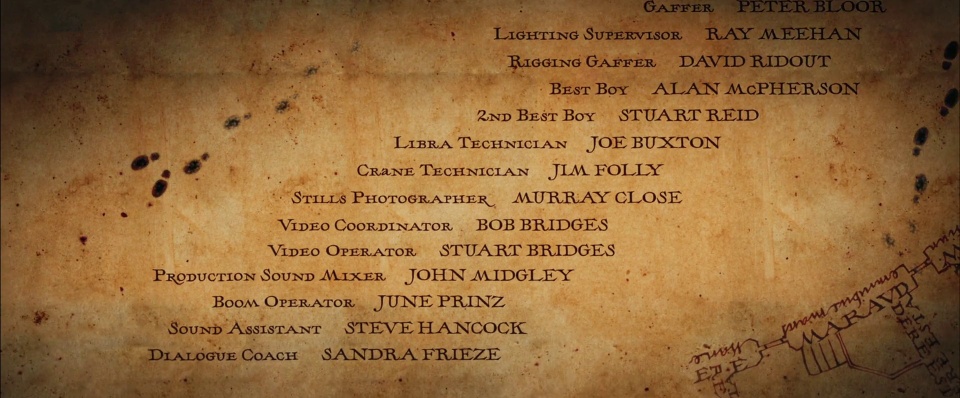 Gaffer PETER BLOOR
Lighting Supervisor RAY MEEHAN
Rigging Gaffer DAVID RIDOUT
Best Boy ALAN McPHERSON
2nd Best Boy STUART REID
Libra Technician JOE BUXTON
Crane Technician JIM FOLLY
Stills Photographer MURRAY CLOSE
Video Coordinator BOB BRIDGES
Video Operator STUART BRIDGES
Production Sound Mixer JOHN MIDGLEY
Boom Operator JUNE PRINZ
Sound Assistant STEVE HANCOCK
Dialogue Coach SANDRA FRIEZE
MARAVD